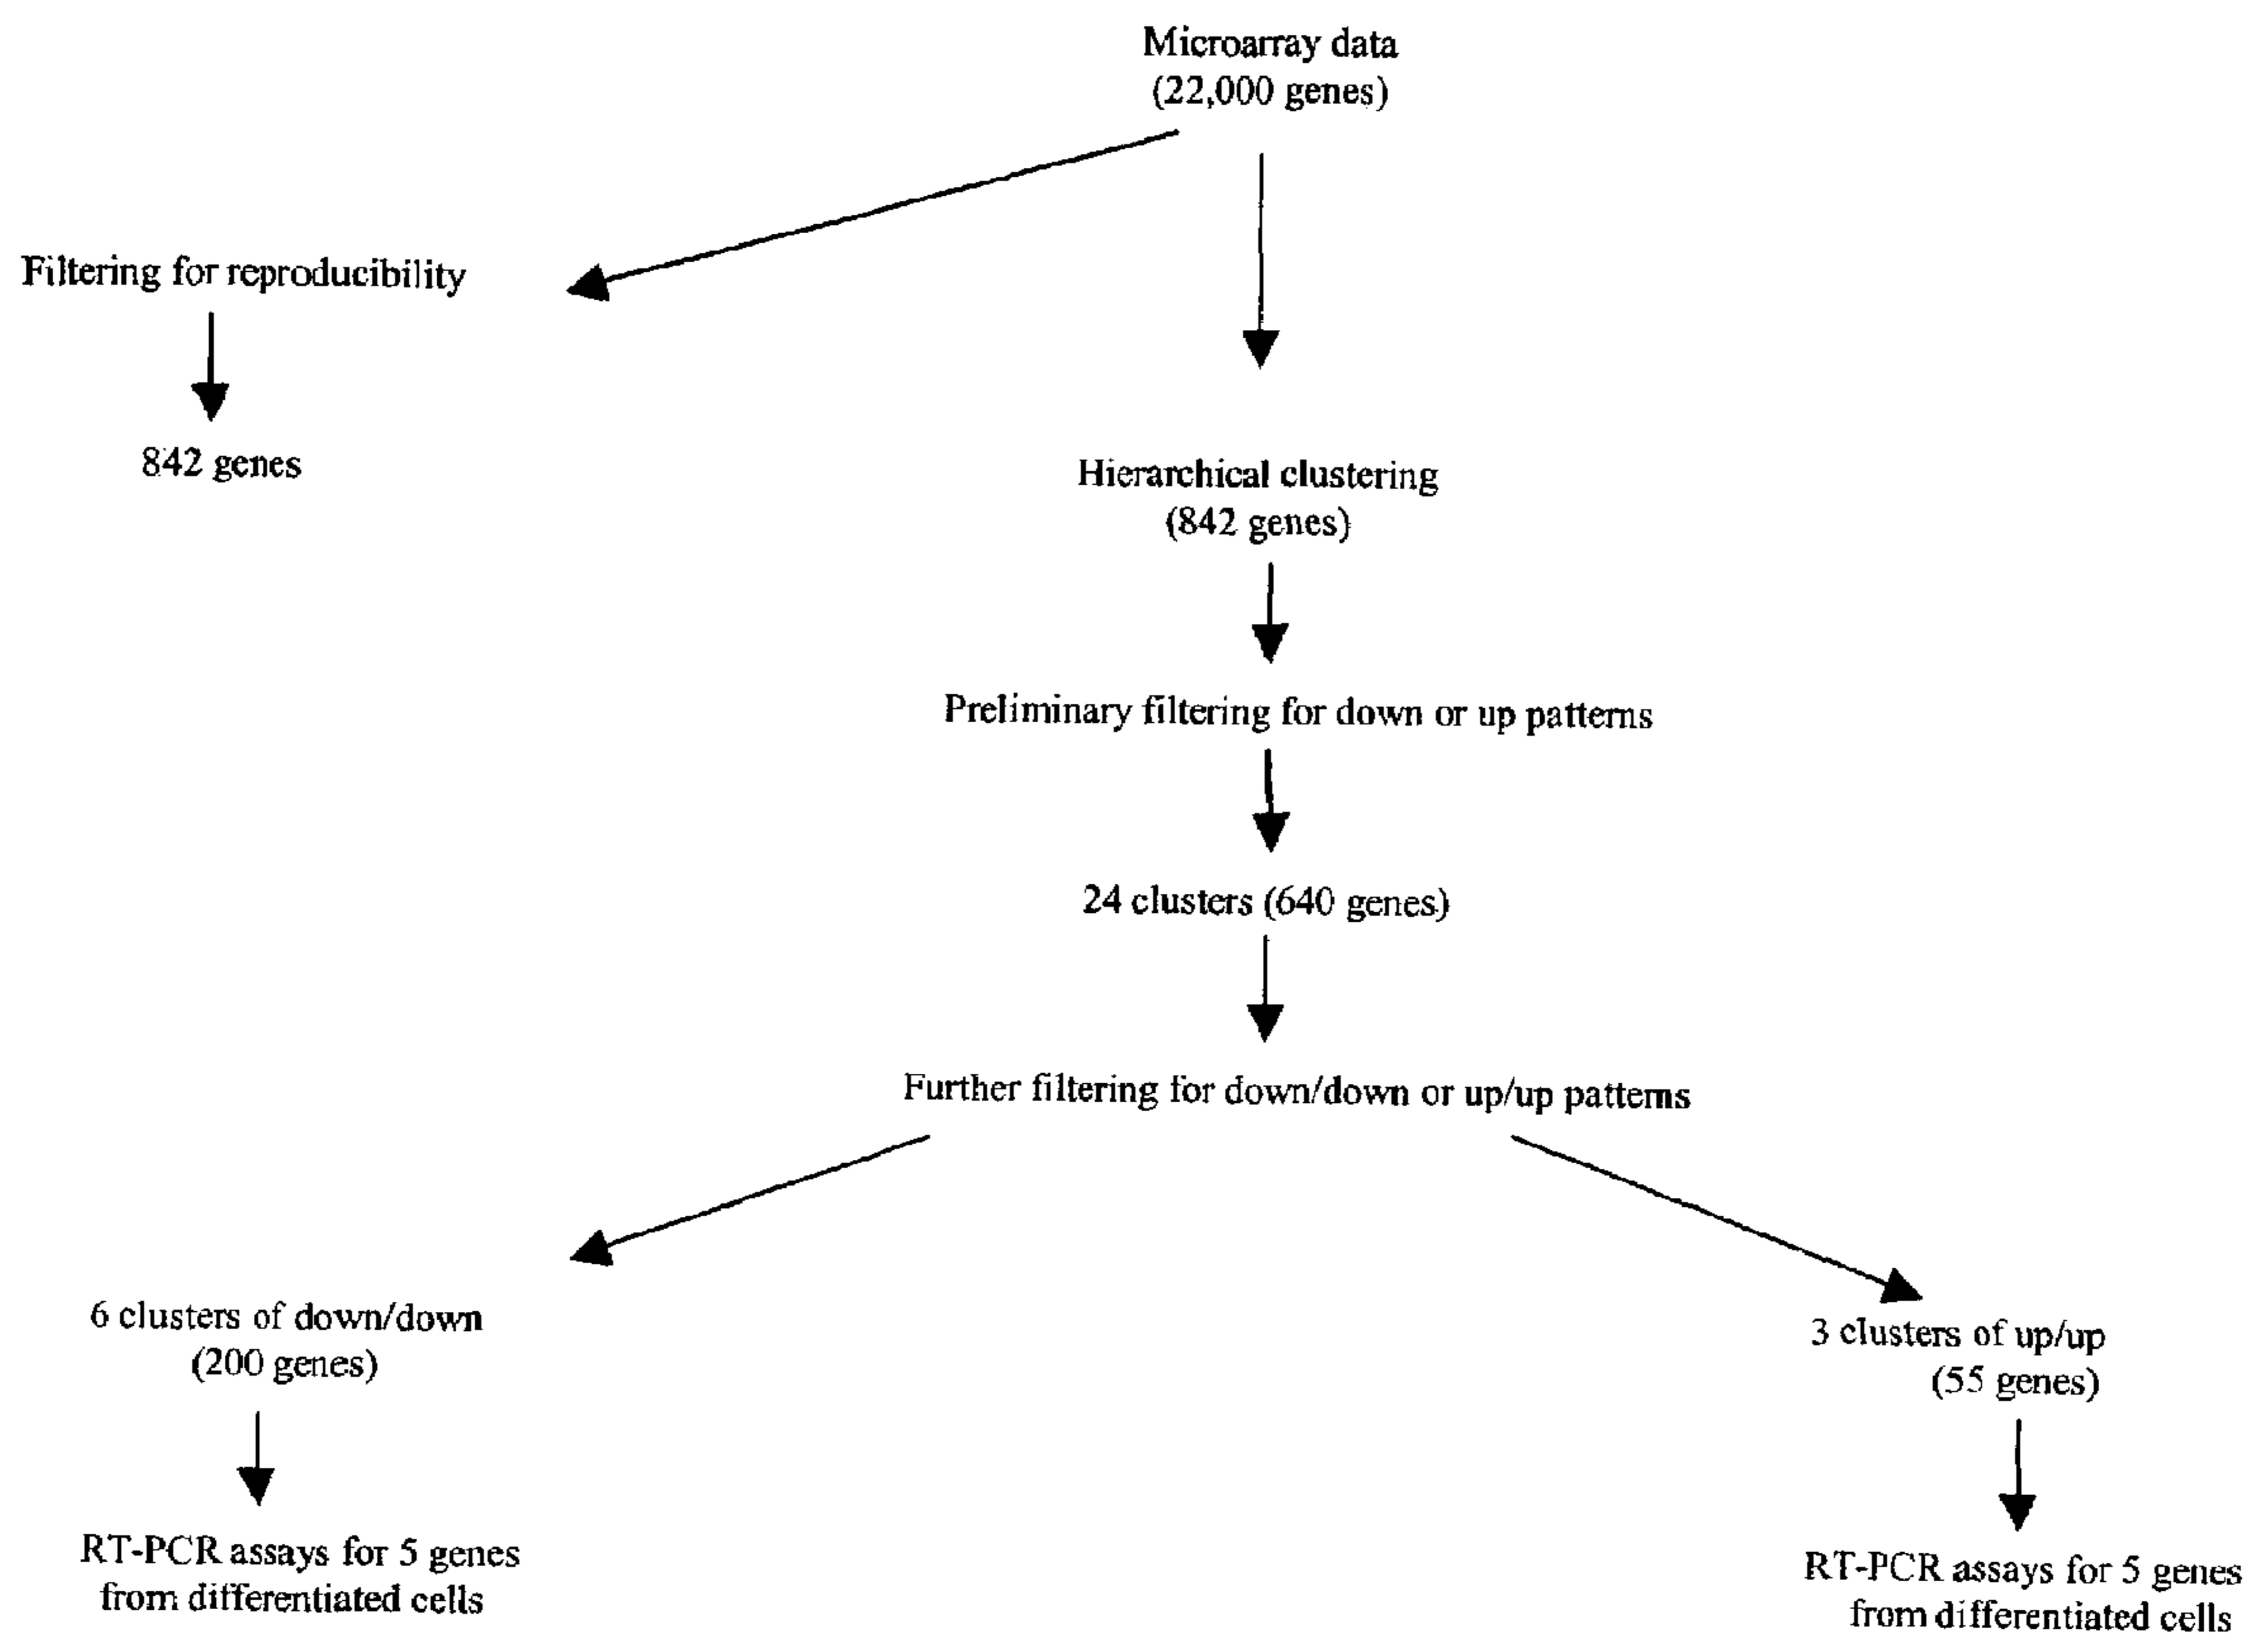 Microarray data
(22,000 genes)
Filtering for reproducibility
842 genes
Hierarchical clustering
(842 genes)
Preliminary filtering for down or up patterns
24 clusters (640 genes)
Further filtering for down/down or up/up patterns
6 clusters of down/down
(200 genes)
3 clusters of up/up
(55 genes)
RT-PCR assays for 5 genes
from differentiated cells
RT-PCR assays for 5 genes
from differentiated cells